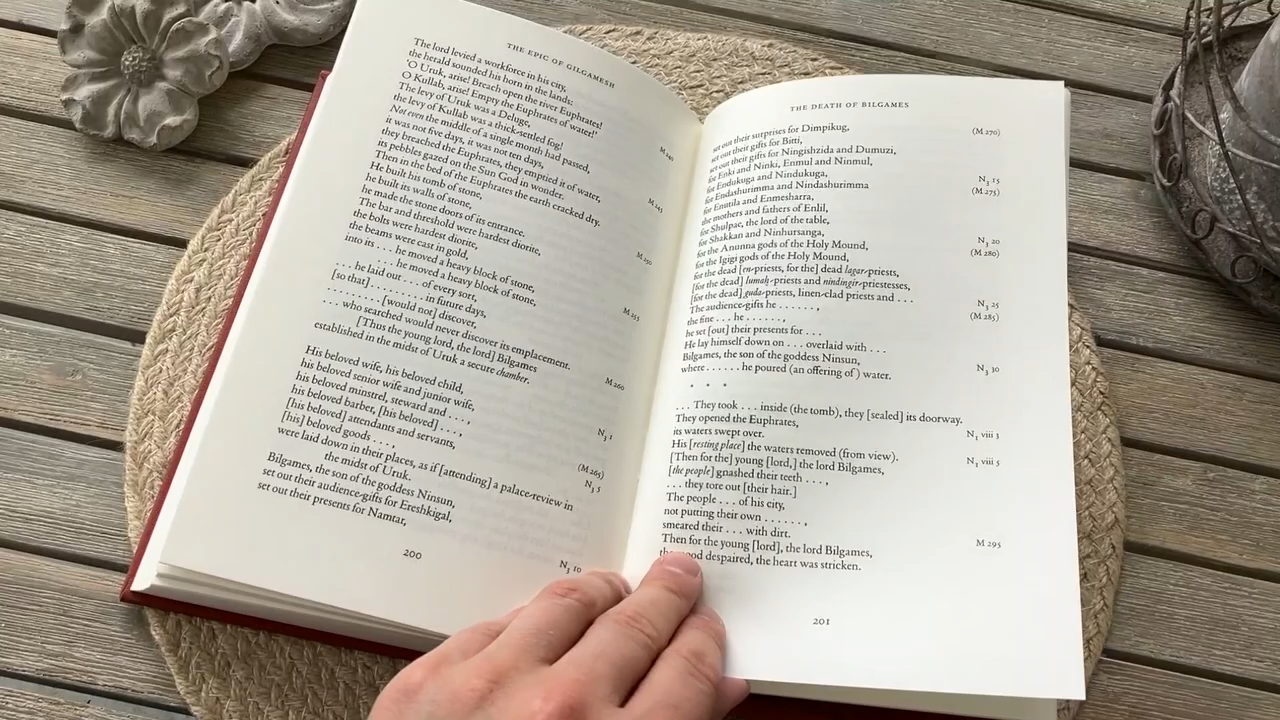 THE EPIC OF GILGAMESH
The lord levied a workforce in his city,
the herald sounded his horn in the lands:
'O Uruk, arise! Breach open the river Euphrates!
O Kullab, arise! Empty the Euphrates of water!'
The levy of Uruk was a Deluge,
the levy of Kullab was a thick-settled fog!
Not even the middle of a single month had passed,
M 240
it was not five days, it was not ten days,
they breached the Euphrates, they emptied it of water,
its pebbles gazed on the Sun God in wonder.
Then in the bed of the Euphrates the earth cracked dry.
He built his tomb of stone,
M 245
he built its walls of stone,
he made the stone doors of its entrance.
The bar and threshold were hardest diorite,
the bolts were hardest diorite,
the beams were cast in gold,
M 250
into its . . . he moved a heavy block of stone,
. . . he moved a heavy block of stone,
. . . he laid out . . . of every sort,
[so that] . . . . . . . . . in future days,
. . . . . . . . . [would not] discover,
M 255
. . . who searched would never discover its emplacement.
[Thus the young lord, the lord] Bilgames
established in the midst of Uruk a secure chamber.
M 260
His beloved wife, his beloved child,
his beloved senior wife and junior wife,
his beloved minstrel, steward and . . . ,
his beloved barber, [his beloved] . . . ,
N3 1
[his beloved] attendants and servants,
[his] beloved goods . . . ,
(M 265)
were laid down in their places, as if [attending] a palace-review in
the midst of Uruk.
N3 5
Bilgames, the son of the goddess Ninsun,
set out their audience-gifts for Ereshkigal,
set out their presents for Namtar,
N3 10
200
THE DEATH OF BILGAMES
set out their surprises for Dimpikug,
(M 270)
set out their gifts for Bitti,
set out their gifts for Ningishzida and Dumuzi,
for Enki and Ninki, Enmul and Ninmul,
for Endukuga and Nindukuga,
N3 15
for Endashurimma and Nindashurimma
(M 275)
for Enutila and Enmesharra,
the mothers and fathers of Enlil,
for Shulpae, the lord of the table,
for Shakkan and Ninhursanga,
N3 20
for the Anunna gods of the Holy Mound,
(M 280)
for the Igigi gods of the Holy Mound,
for the dead [en-priests, for the] dead lagar-priests,
[for the dead] lumaḫ-priests and nindingir-priestesses,
[for the dead] guda-priests, linen-clad priests and . . .
N3 25
The audience-gifts he . . . . . . ,
(M 285)
the fine . . . he . . . . . . ,
he set [out] their presents for . . .
He lay himself down on . . . overlaid with . . .
Bilgames, the son of the goddess Ninsun,
where . . . . . . he poured (an offering of) water.
N3 30
* * *
. . . They took . . . inside (the tomb), they [sealed] its doorway.
They opened the Euphrates,
its waters swept over.
N1 viii 3
His [resting place] the waters removed (from view).
[Then for the] young [lord,] the lord Bilgames,
N1 viii 5
[the people] gnashed their teeth . . . ,
. . . they tore out [their hair.]
The people . . . of his city,
not putting their own . . . . . . ,
smeared their . . . with dirt.
Then for the young [lord], the lord Bilgames,
M 295
despaired, the heart was stricken.
201